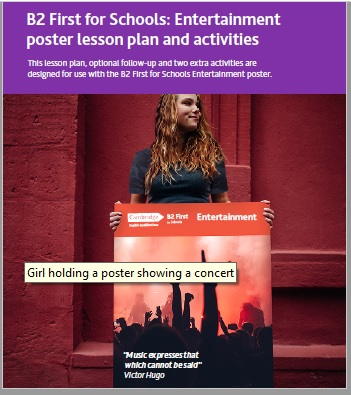 B2 First for Schools: Entertainment
poster lesson plan and activities
This lesson plan, optional follow-up and two extra activities are
designed for use with the B2 First for Schools Entertainment poster.
Cambridge B2 First Entertainment
English Qualifications for Schools
Girl holding a poster showing a concert
"Music expresses that
which cannot be said"
Victor Hugo